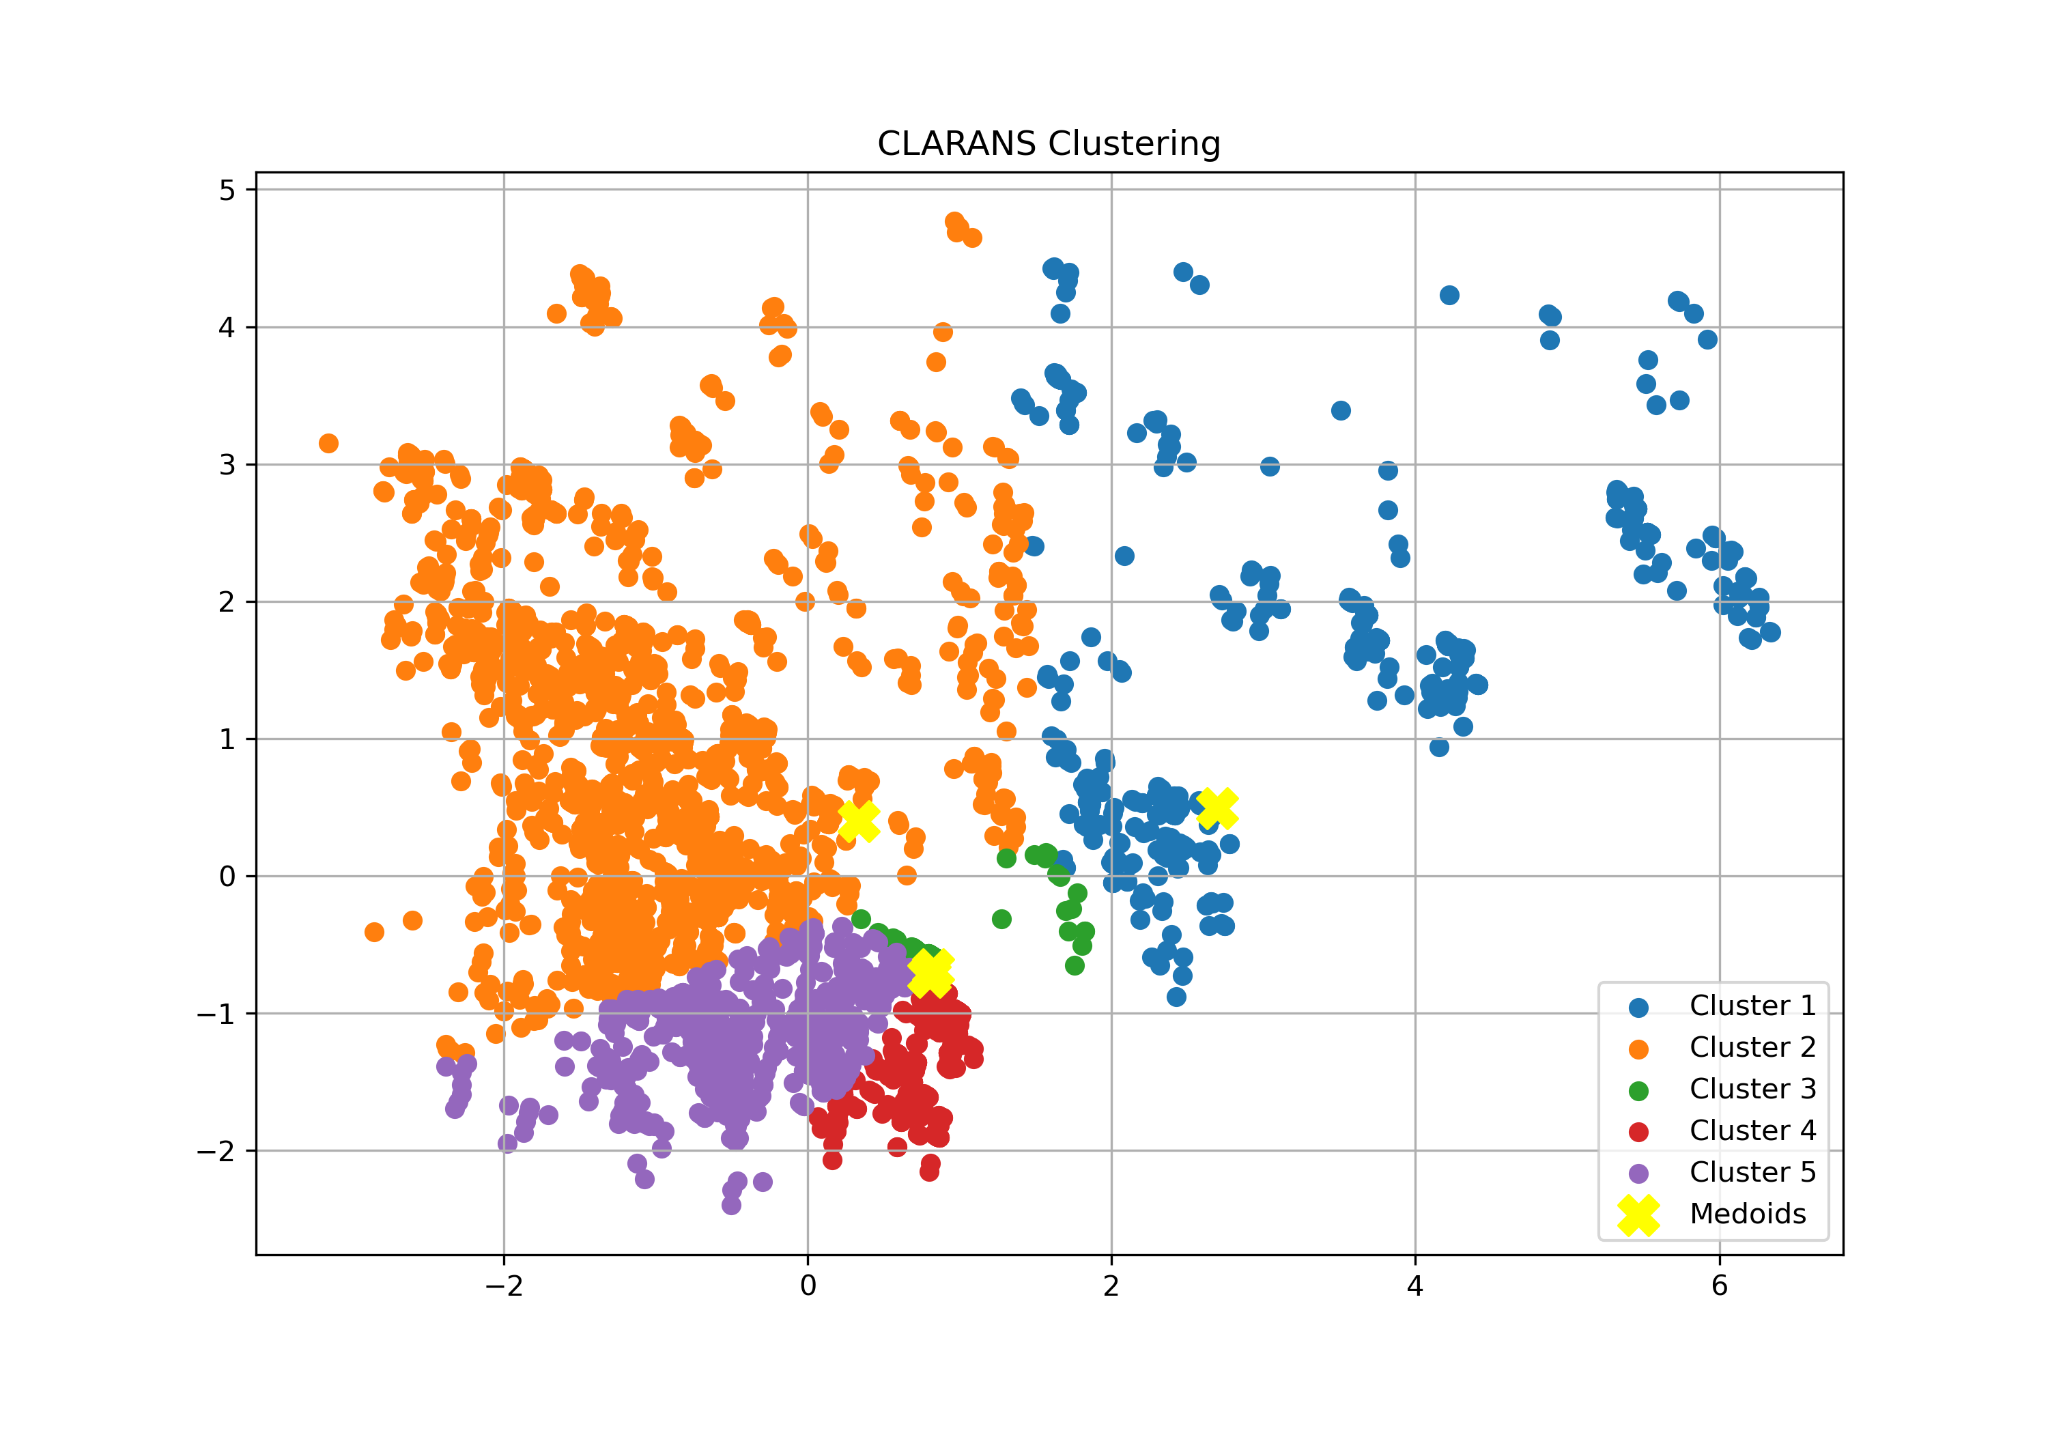 CLARANS Clustering
5
4
3
2
1
0
−1
−2
−2 0 2 4 6
Cluster 1
Cluster 2
Cluster 3
Cluster 4
Cluster 5
Medoids